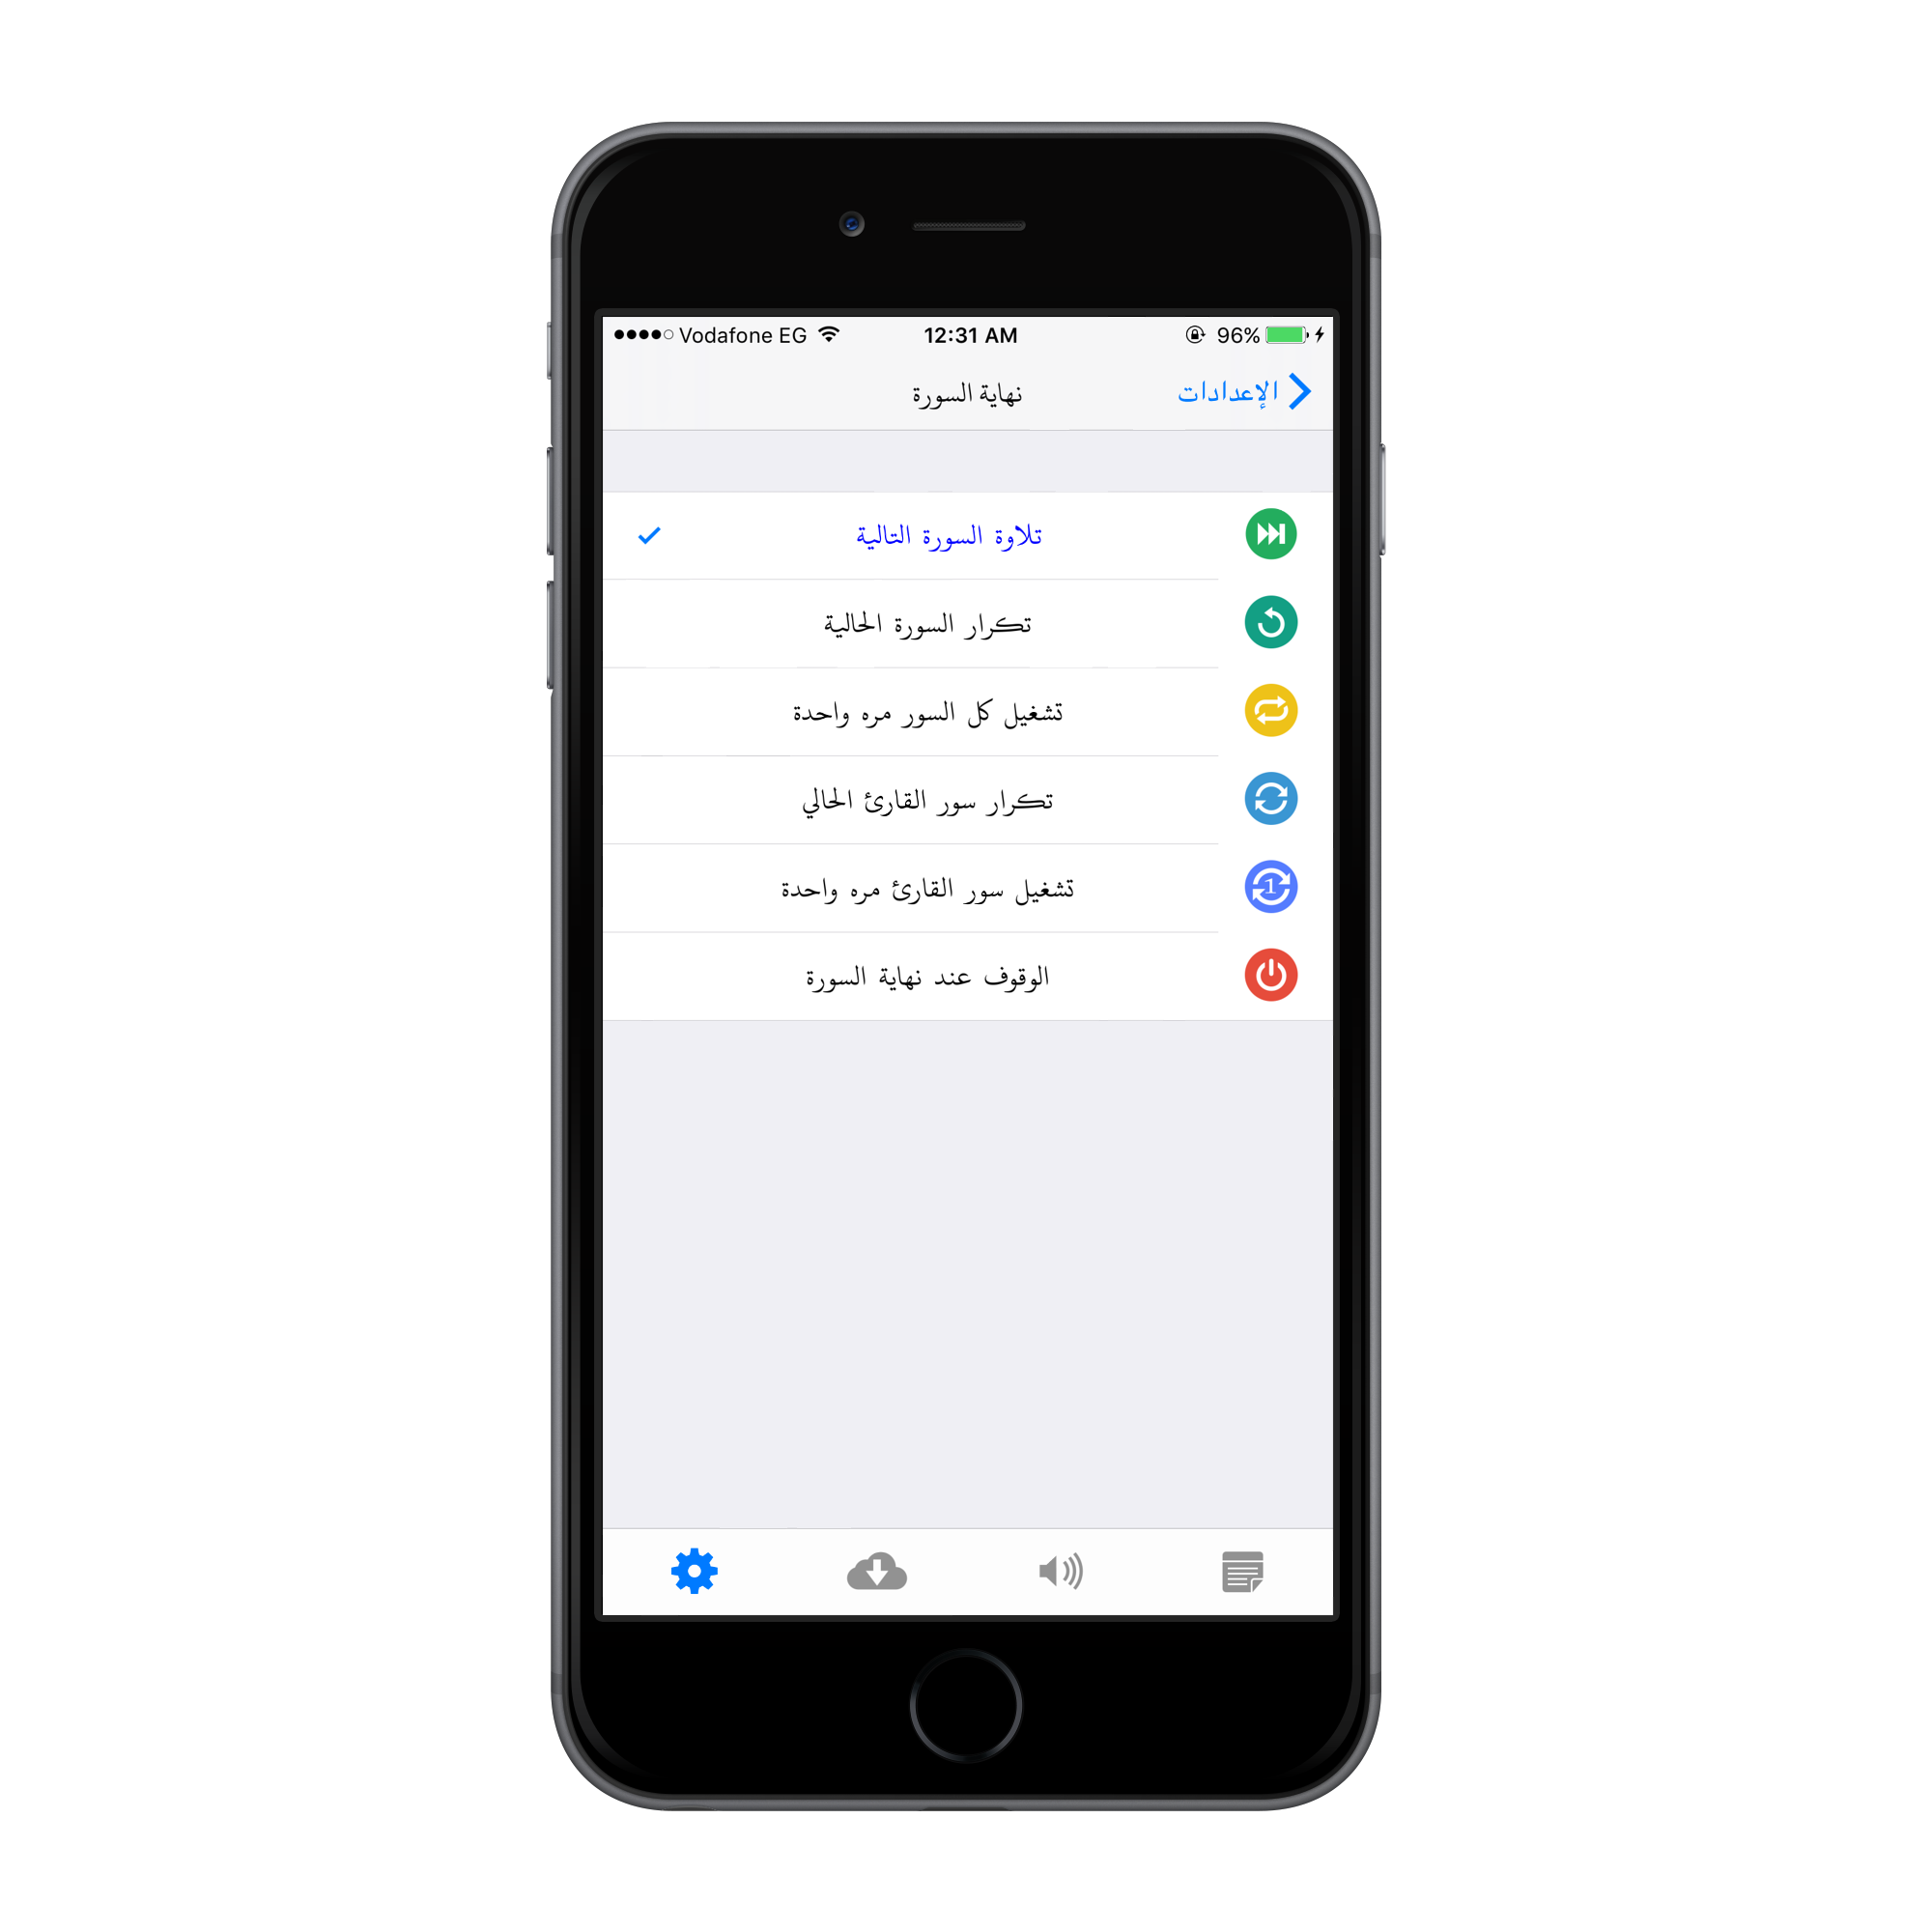 Vodafone EG 12:31 AM 96%
الإعدادات
نهاية السورة
تلاوة السورة التالية
تكرار السورة الحالية
تشغيل كل السور مره واحدة
تكرار سور القارئ الحالي
1
تشغيل سور القارئ مره واحدة
الوقوف عند نهاية السورة